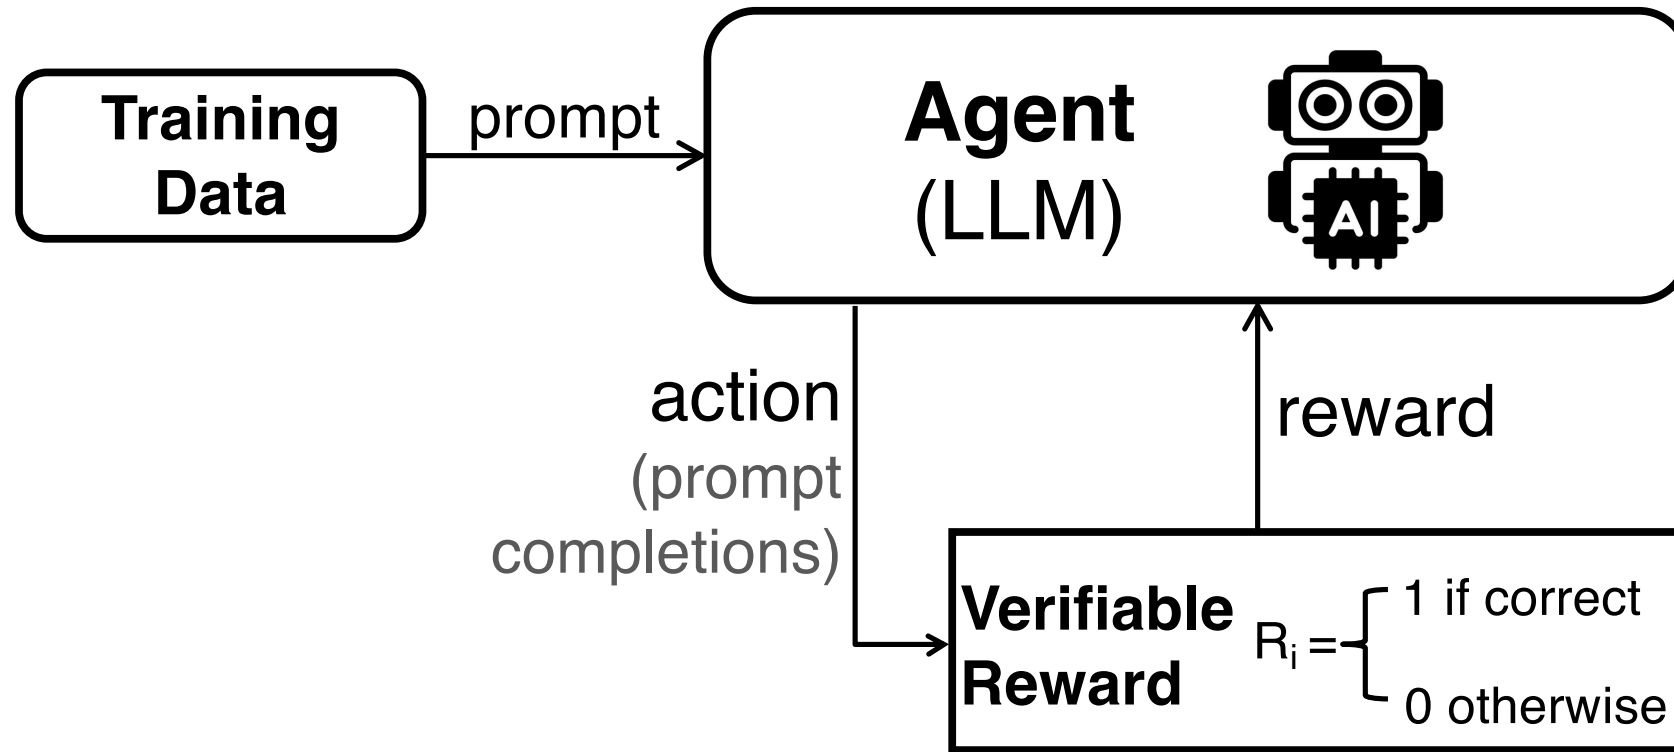 Training
Data
prompt
Agent
(LLM)
AI
action
(prompt
completions)
reward
Verifiable
Reward
Rᵢ =
1 if correct
0 otherwise